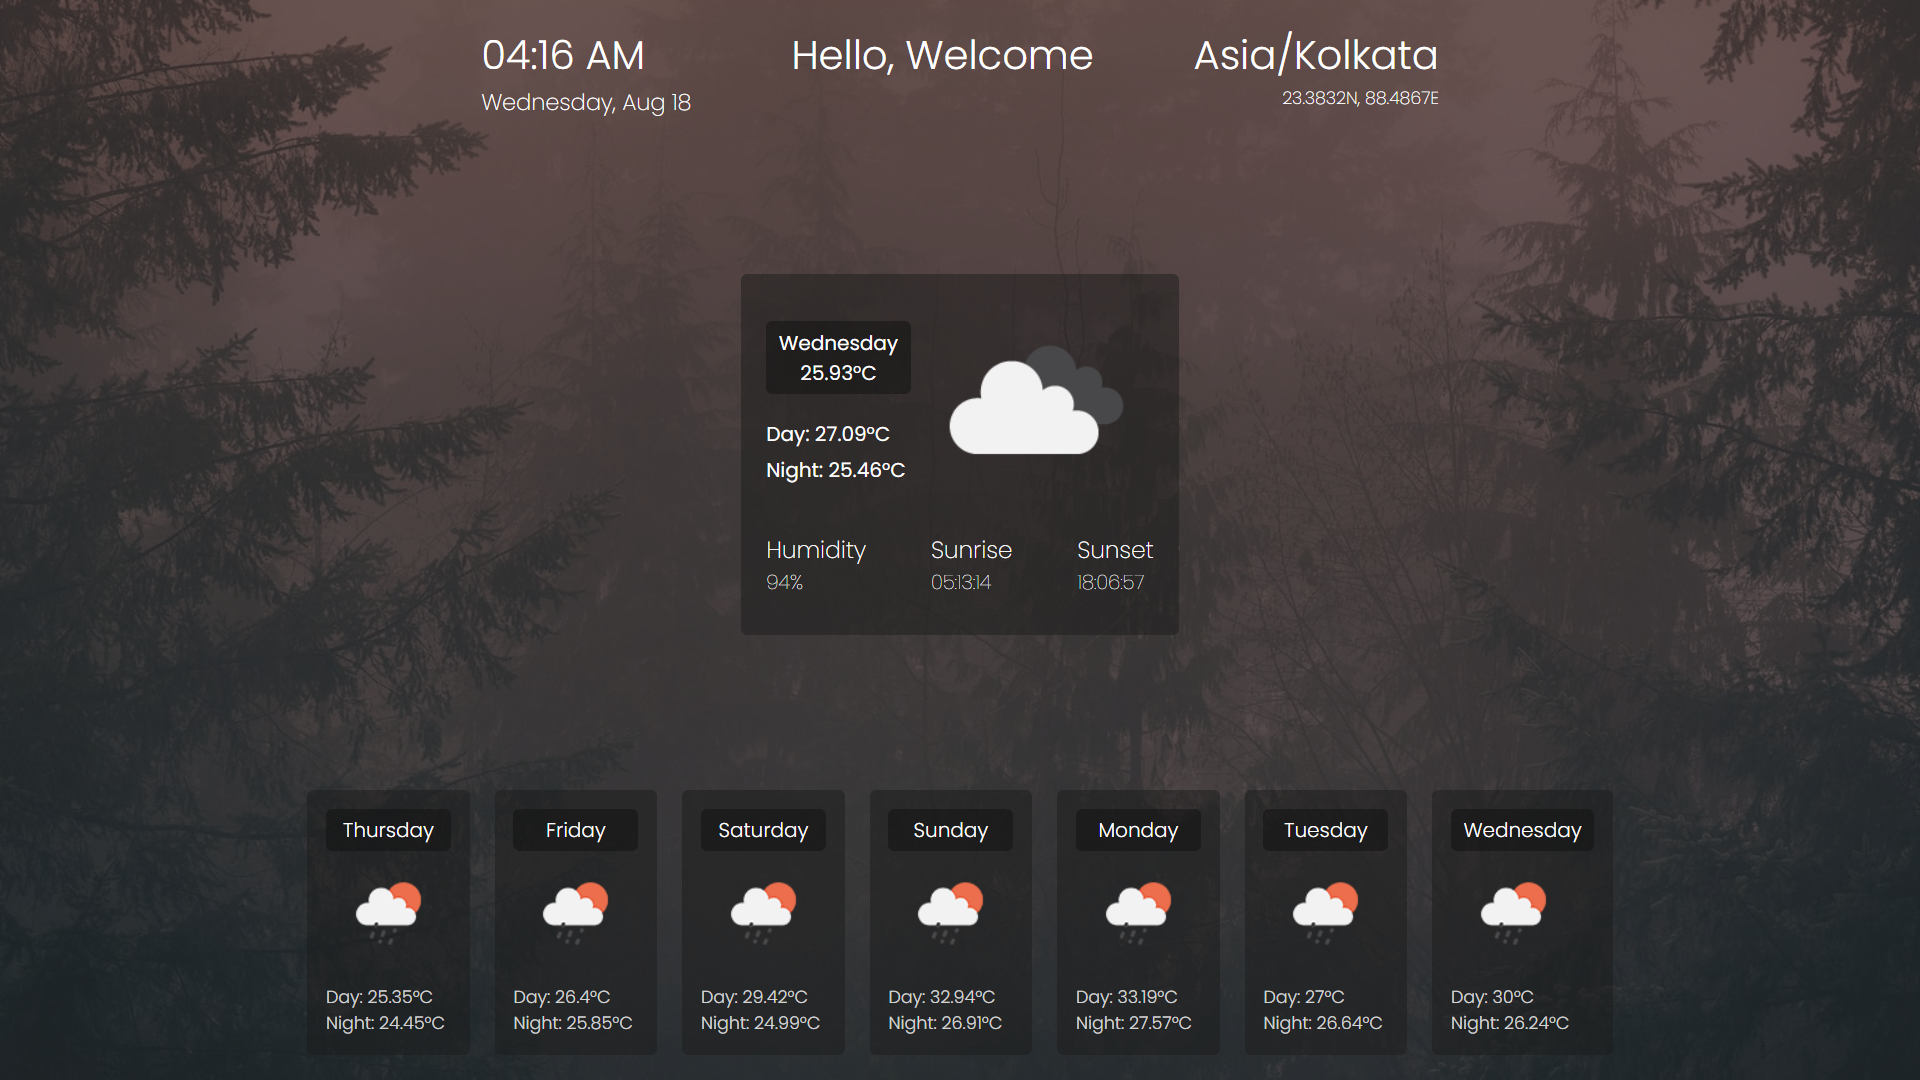 04:16 AM
Wednesday, Aug 18
Hello, Welcome
Asia/Kolkata
23.3832N, 88.4867E
Wednesday
25.93°C
Day: 27.09°C
Night: 25.46°C
Humidity
94%
Sunrise
05:13:14
Sunset
18:06:57
Thursday
Day: 25.35°C
Night: 24.45°C
Friday
Day: 26.4°C
Night: 25.85°C
Saturday
Day: 29.42°C
Night: 24.99°C
Sunday
Day: 32.94°C
Night: 26.91°C
Monday
Day: 33.19°C
Night: 27.57°C
Tuesday
Day: 27°C
Night: 26.64°C
Wednesday
Day: 30°C
Night: 26.24°C